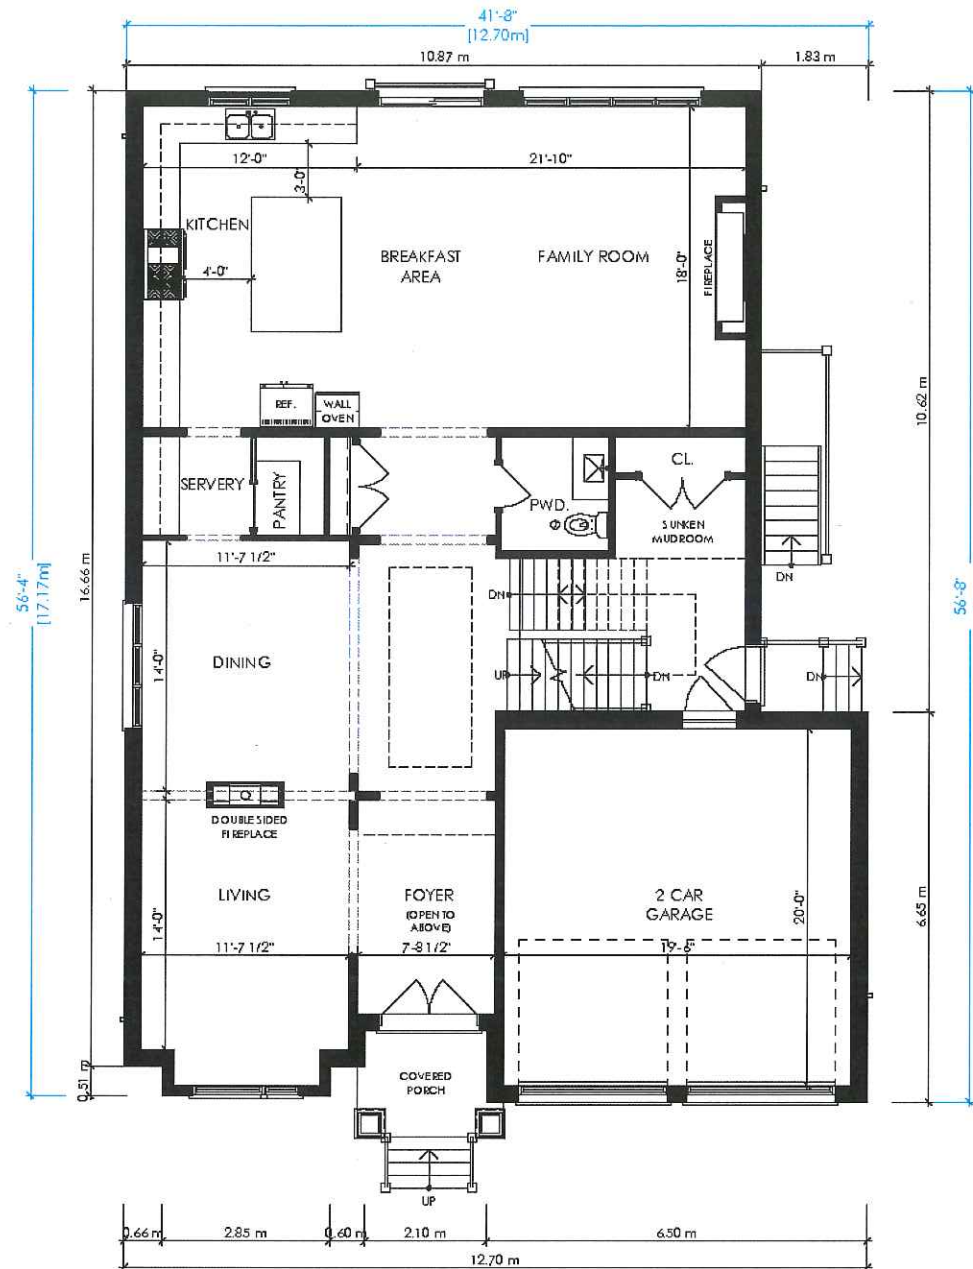 41'-8"
[12.70m]
10.87 m
1.83 m
12'-0"
21'-10"
3'-0"
KITCHEN
4'-0"
BREAKFAST
AREA
FAMILY ROOM
18'-0"
FIREPLACE
10.62 m
REF.
WALL
OVEN
SERVERY
PANTRY
PWD.
CL.
SUNKEN
MUDROOM
DN
11'-7 1/2"
DN
16.66 m
56'-4"
[17.17m]
56'-8"
14'-0"
DINING
UP
DN
DN
DOUBLE SIDED
FIREPLACE
LIVING
14'-0"
11'-7 1/2"
FOYER
(OPEN TO
ABOVE)
7-8 1/2"
2 CAR
GARAGE
20'-0"
19'-6"
6.65 m
0.51 m
COVERED
PORCH
UP
0.66 m
2.85 m
0.60 m
2.10 m
6.50 m
12.70 m